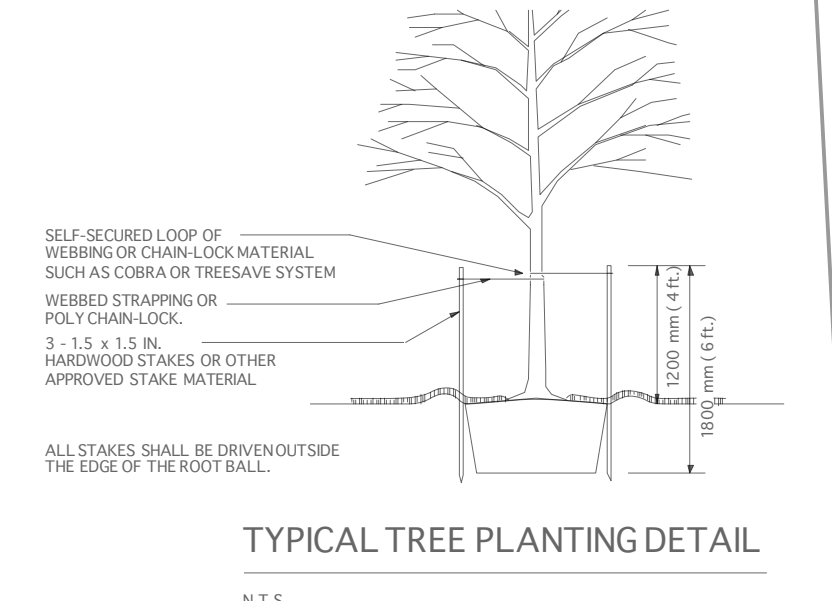 SELF-SECURED LOOP OF
WEBBING OR CHAIN-LOCK MATERIAL
SUCH AS COBRA OR TREESAVE SYSTEM
WEBBED STRAPPING OR
POLY CHAIN-LOCK.
3 - 1.5 x 1.5 IN.
HARDWOOD STAKES OR OTHER
APPROVED STAKE MATERIAL
ALL STAKES SHALL BE DRIVEN OUTSIDE
THE EDGE OF THE ROOT BALL.
1200 mm ( 4 ft.)
1800 mm ( 6 ft.)
TYPICAL TREE PLANTING DETAIL
N.T.S.